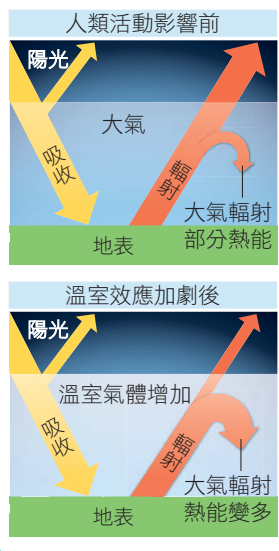 人類活動影響前
陽光
大氣
吸收
輻射
大氣輻射
部分熱能
地表
溫室效應加劇後
陽光
溫室氣體增加
吸收
輻射
大氣輻射
熱能變多
地表